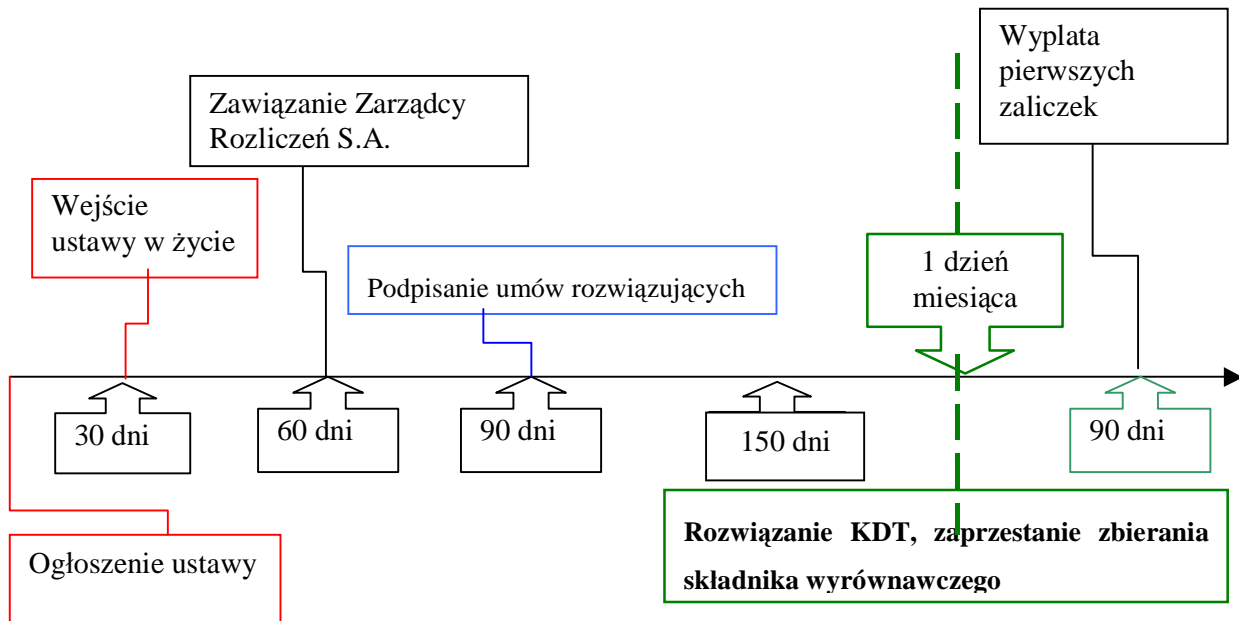 Wyplata
pierwszych
zaliczek
Zawiązanie Zarządcy
Rozliczeń S.A.
Wejście
ustawy w życie
Podpisanie umów rozwiązujących
1 dzień
miesiąca
30 dni
60 dni
90 dni
150 dni
90 dni
Ogłoszenie ustawy
Rozwiązanie KDT, zaprzestanie zbierania
składnika wyrównawczego